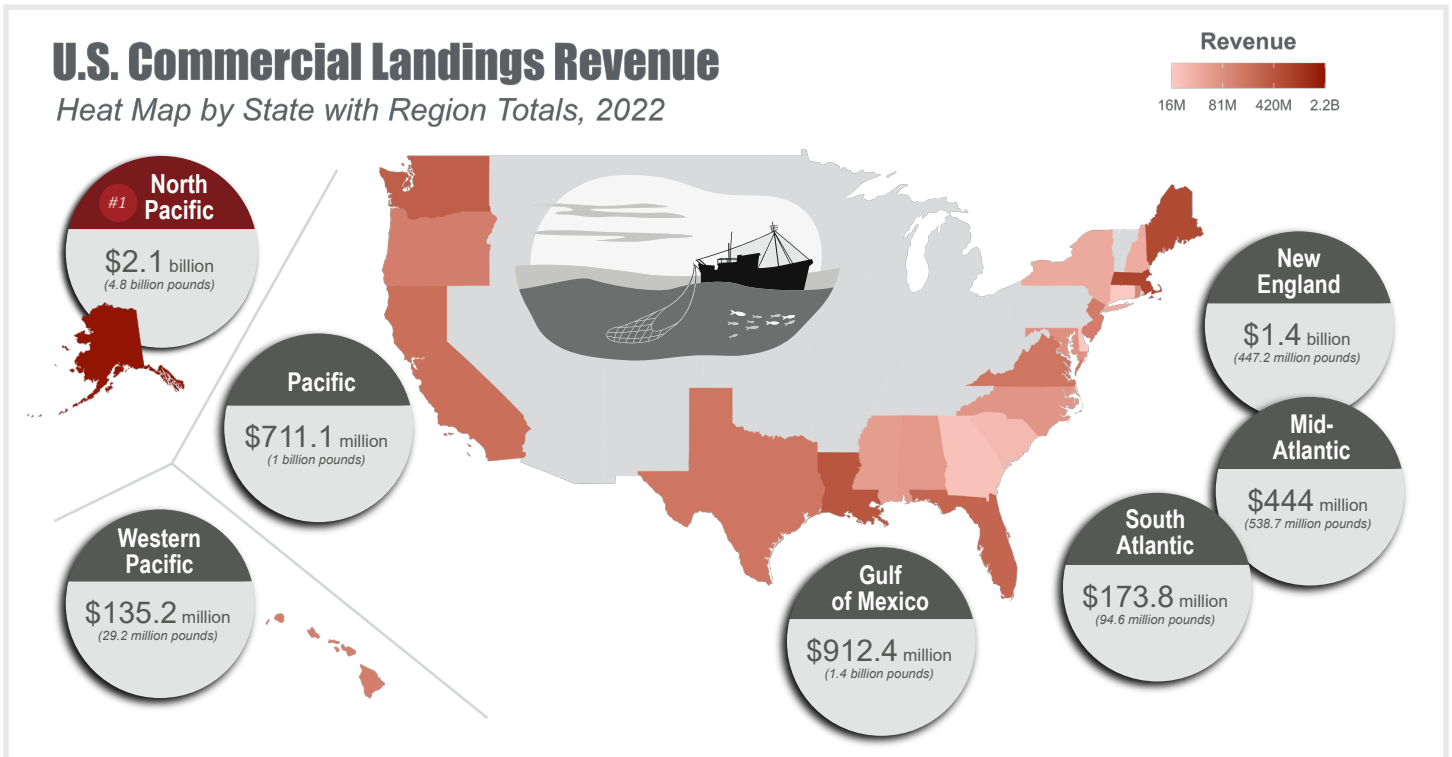 U.S. Commercial Landings Revenue
Heat Map by State with Region Totals, 2022
Revenue
16M 81M 420M 2.2B
#1
North
Pacific
$2.1 billion
(4.8 billion pounds)
Pacific
$711.1 million
(1 billion pounds)
Western
Pacific
$135.2 million
(29.2 million pounds)
Gulf
of Mexico
$912.4 million
(1.4 billion pounds)
South
Atlantic
$173.8 million
(94.6 million pounds)
Mid-
Atlantic
$444 million
(538.7 million pounds)
New
England
$1.4 billion
(447.2 million pounds)